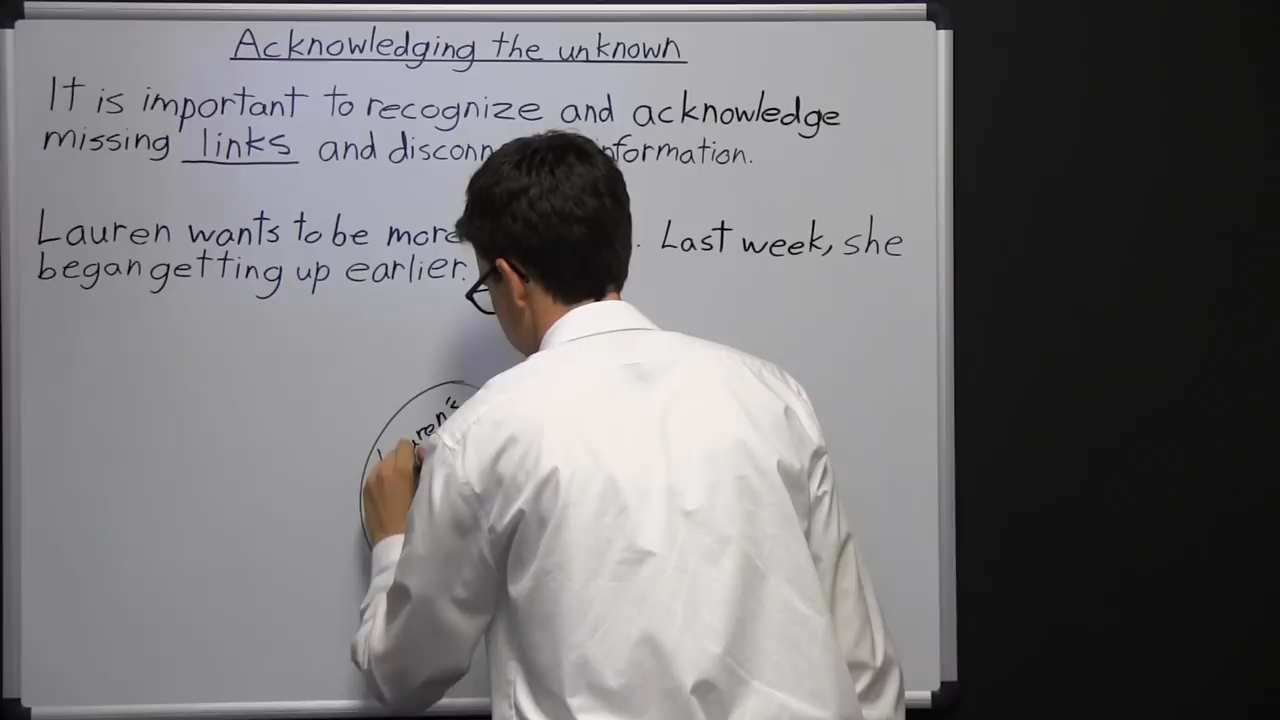 Acknowledging the unknown
It is important to recognize and acknowledge
missing links and information.
Lauren wants to be more . Last week, she
began getting up earlier.